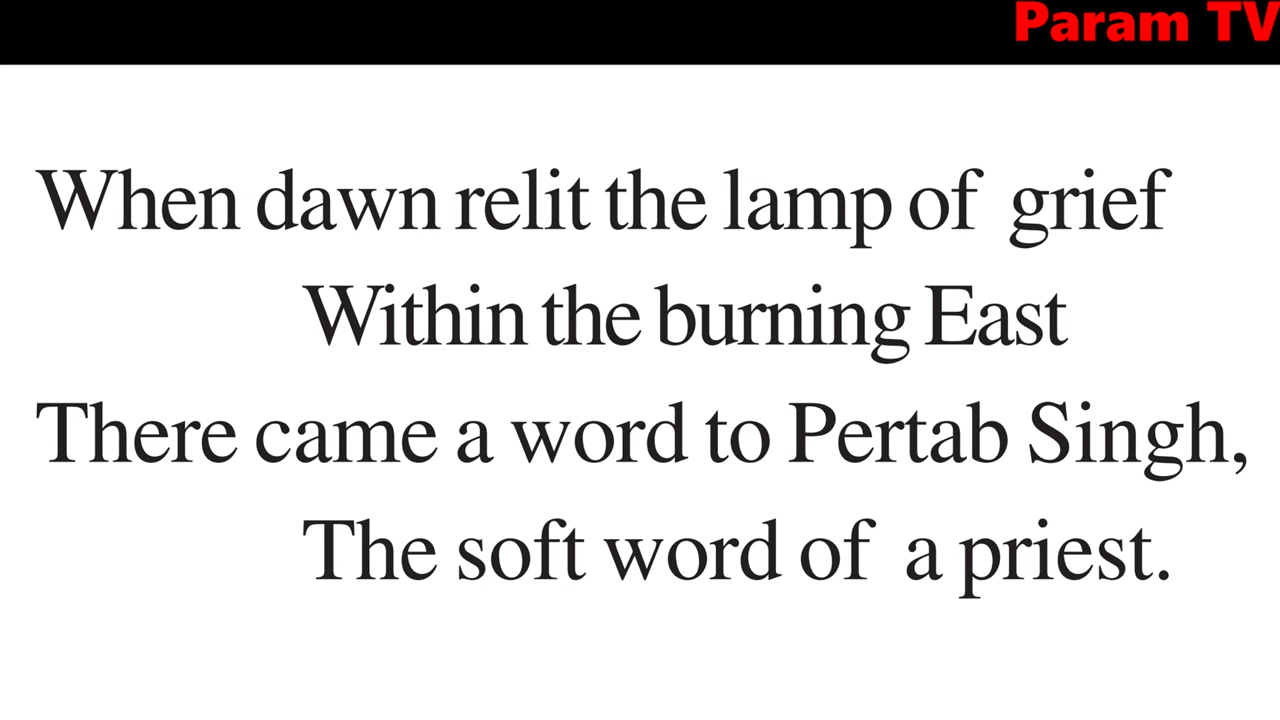 Param TV
When dawn relit the lamp of grief
Within the burning East
There came a word to Pertab Singh,
The soft word of a priest.